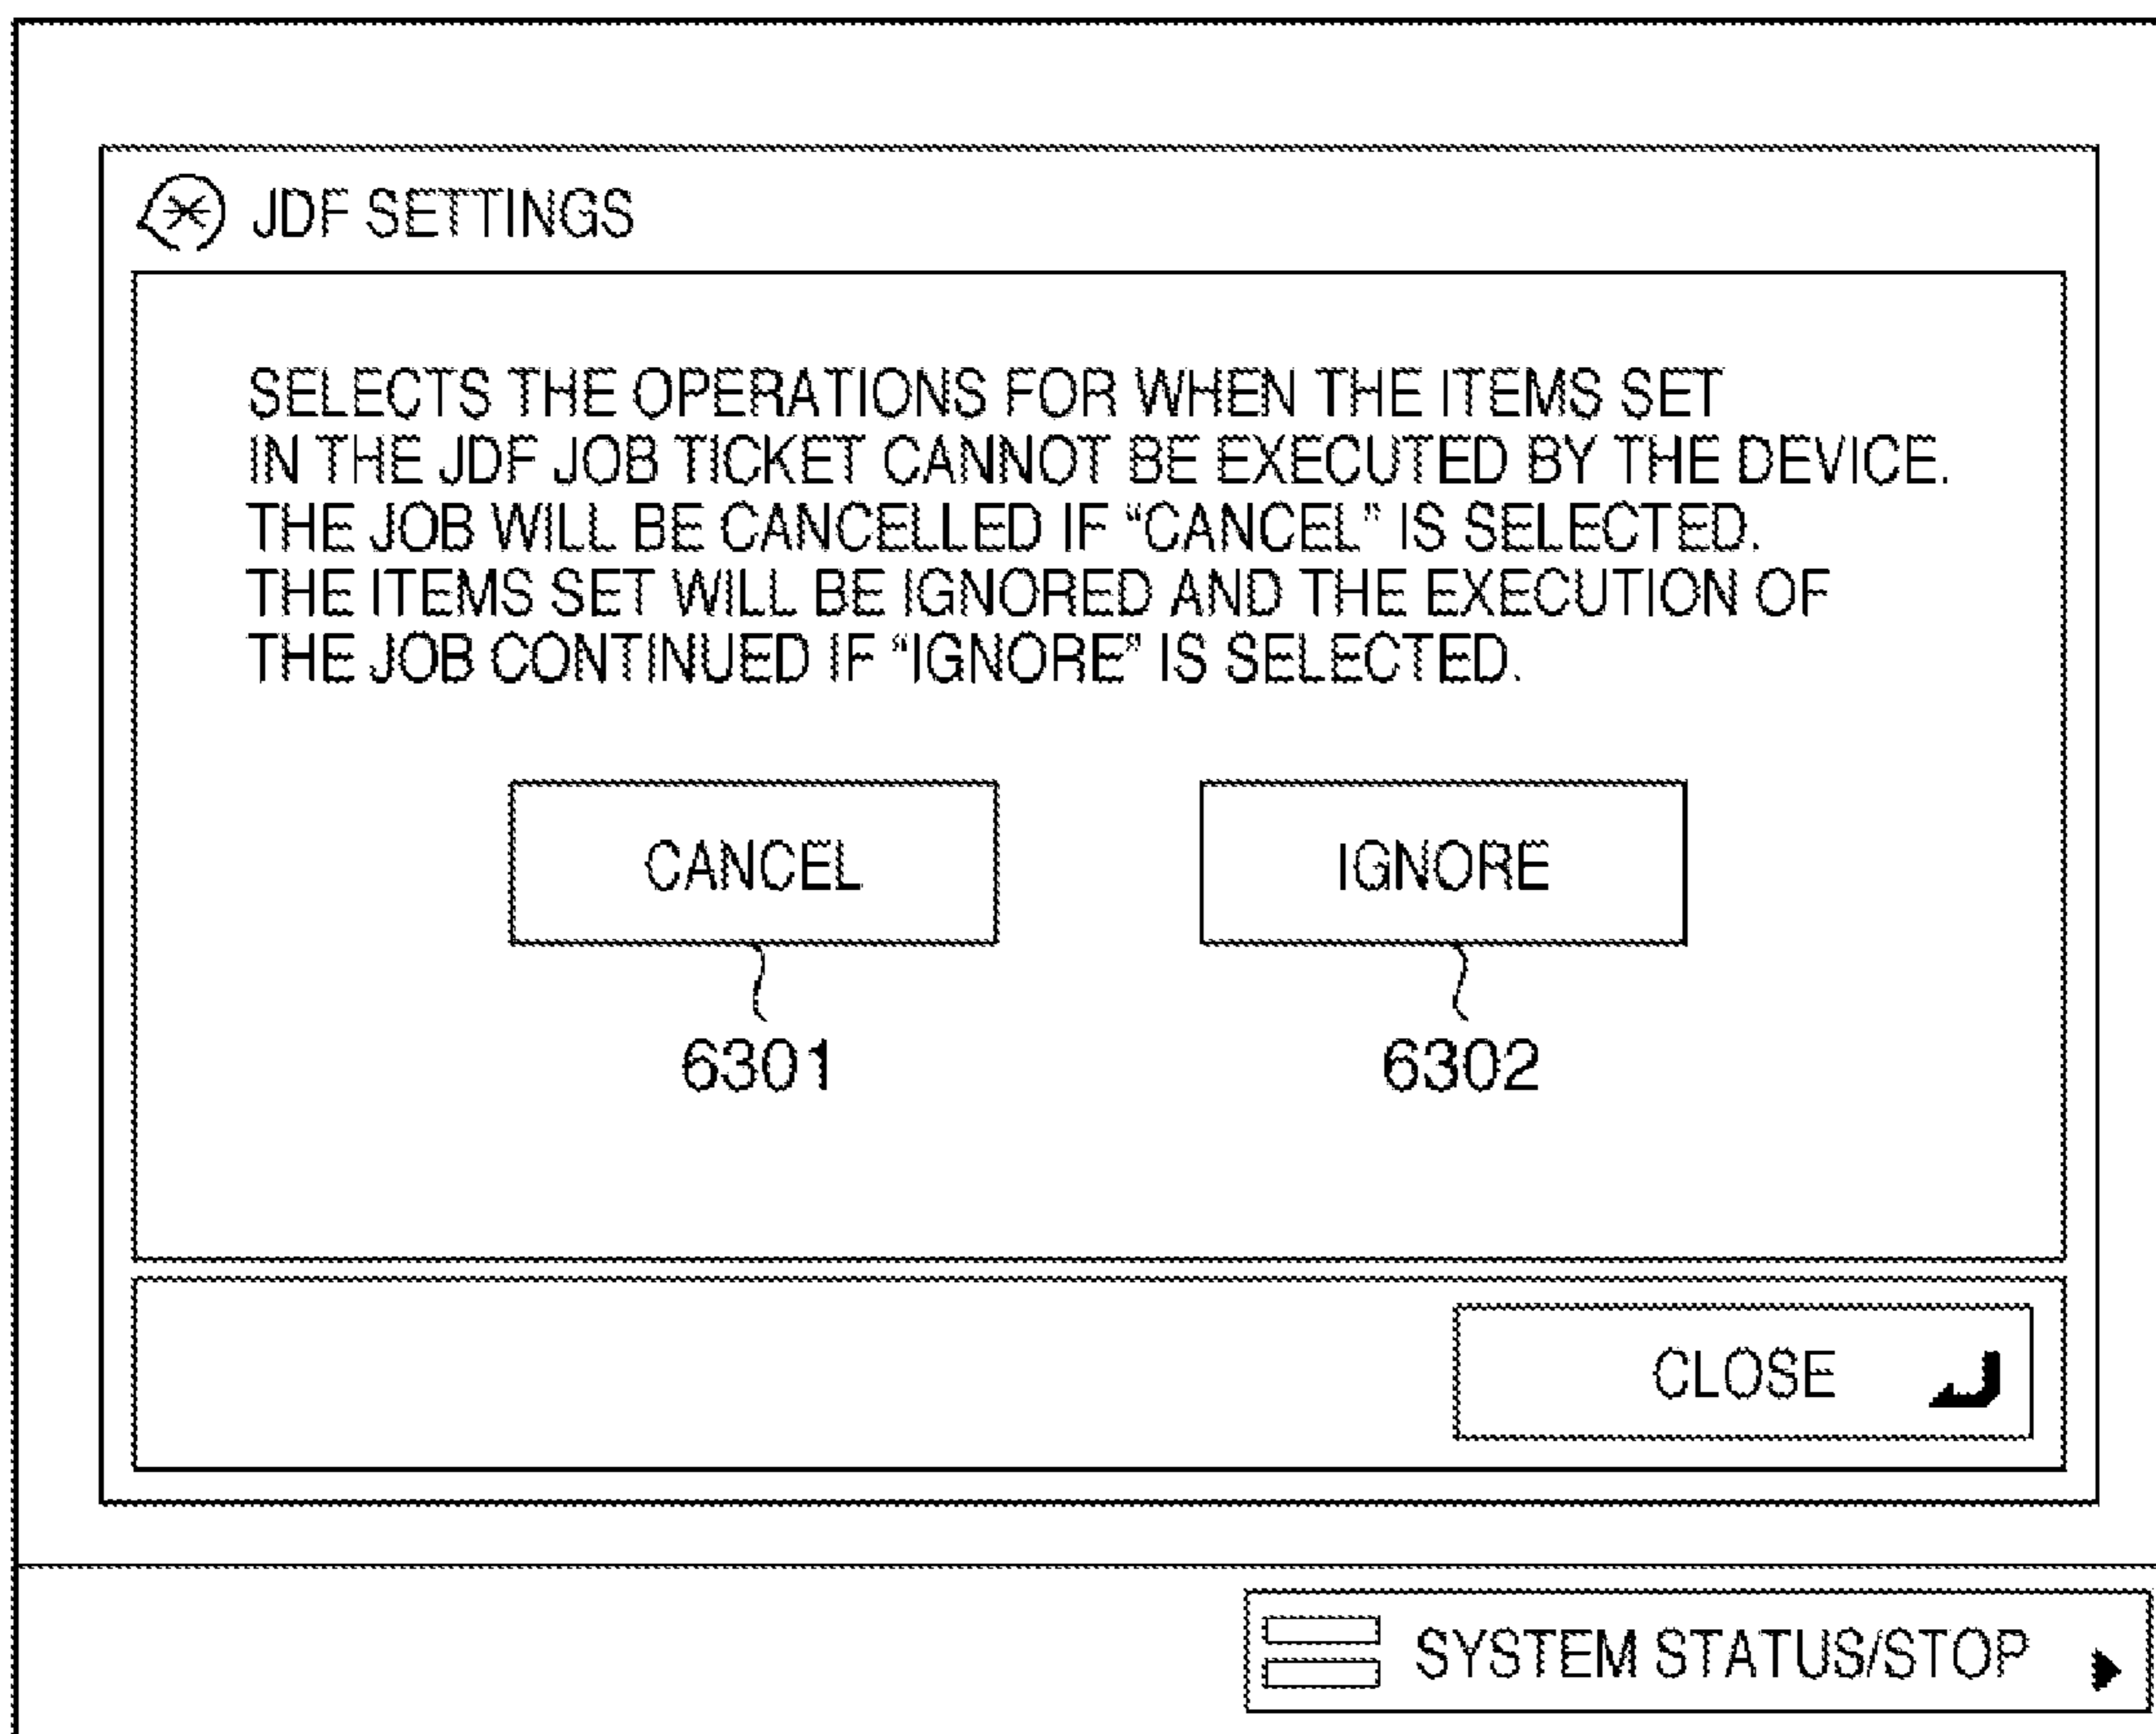 JDF SETTINGS
SELECTS THE OPERATIONS FOR WHEN THE ITEMS SET
IN THE JDF JOB TICKET CANNOT BE EXECUTED BY THE DEVICE.
THE JOB WILL BE CANCELLED IF “CANCEL” IS SELECTED.
THE ITEMS SET WILL BE IGNORED AND THE EXECUTION OF
THE JOB CONTINUED IF “IGNORE” IS SELECTED.
CANCEL
IGNORE
6301
6302
CLOSE
SYSTEM STATUS/STOP